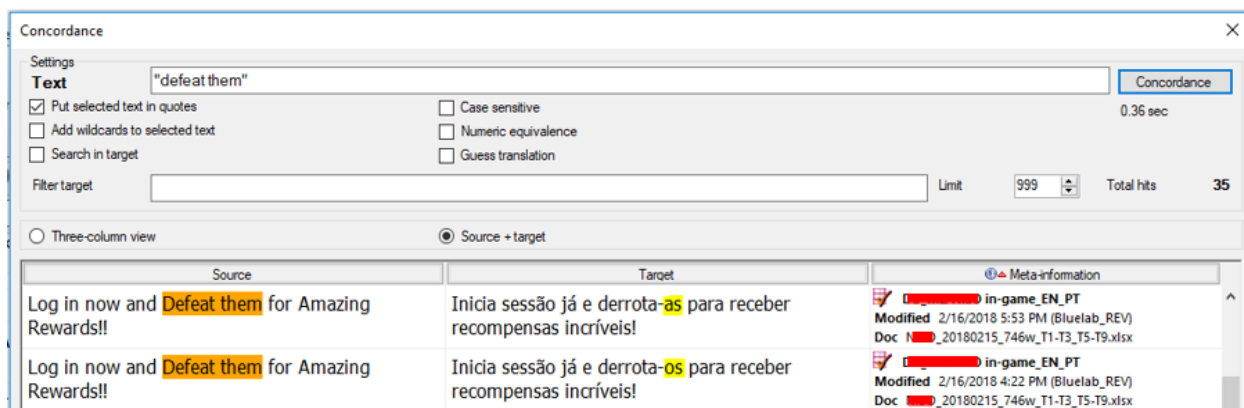 Concordance
Settings
Text "defeat them" Concordance
Put selected text in quotes Case sensitive 0.36 sec
Add wildcards to selected text Numeric equivalence
Search in target Guess translation
Filter target Limit 999 Total hits 35
Three-column view Source + target
Source Target Meta-information
Log in now and Defeat them for Amazing
Rewards!!
Inicia sessão já e derrota-as para receber
recompensas incríveis!
in-game_EN_PT
Modified 2/16/2018 5:53 PM (Bluelab_REV)
Doc _20180215_746w_T1-T3_T5-T9.xlsx
Log in now and Defeat them for Amazing
Rewards!!
Inicia sessão já e derrota-os para receber
recompensas incríveis!
in-game_EN_PT
Modified 2/16/2018 4:22 PM (Bluelab_REV)
Doc _20180215_746w_T1-T3_T5-T9.xlsx